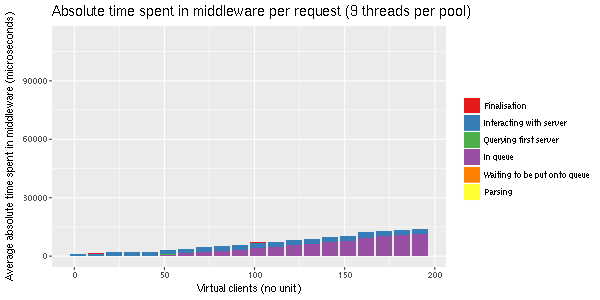 Absolute time spent in middleware per request (9 threads per pool)
Average absolute time spent in middleware (microseconds)
90000
60000
30000
0
0
50
100
150
200
Virtual clients (no unit)
Finalisation
Interacting with server
Querying first server
In queue
Waiting to be put onto queue
Parsing